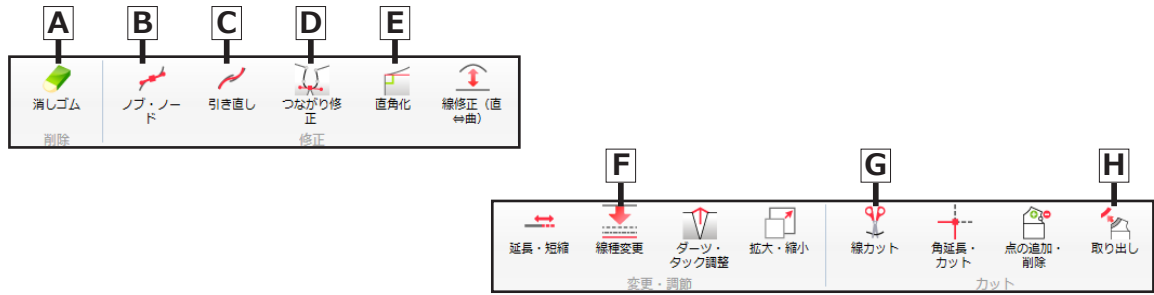 A B C D E
消しゴム ノブ・ノー
ド 引き直し つながり修
正 直角化 線修正（直
⇔曲）
削除 修正
F G H
延長・短縮 線種変更 ダーツ・
タック調整 拡大・縮小 線カット 角延長・
カット 点の追加・
削除 取り出し
変更・調節 カット